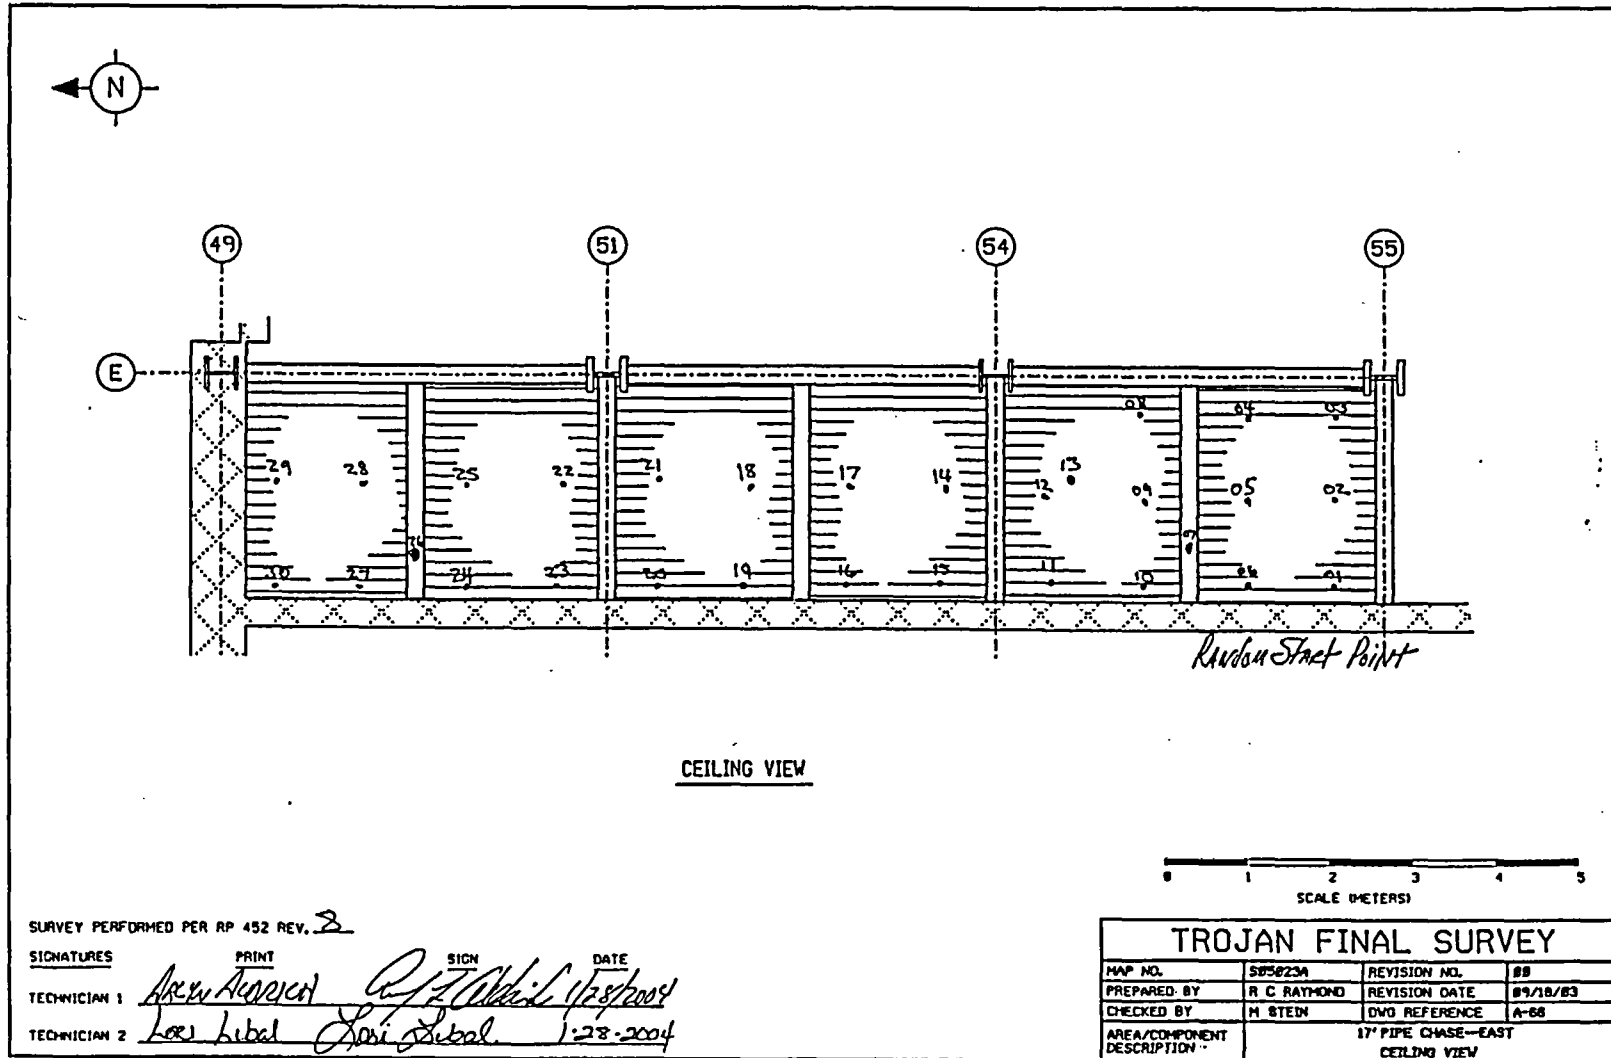 N
49 51 54 55
E
08 04 03
29 28 25 22 21 18 17 14 12 13 09 05 02
26 07
30 27 24 23 20 19 16 15 11 10 06 01
Random Start Point
CEILING VIEW
0 1 2 3 4 5
SCALE (METERS)
SURVEY PERFORMED PER RP 452 REV. 8
SIGNATURES PRINT SIGN DATE
TECHNICIAN 1 1/28/2004
TECHNICIAN 2 Lori Libal Lori Libal 1-28-2004
TROJAN FINAL SURVEY
MAP NO. S05023A REVISION NO. 00
PREPARED BY R C RAYMOND REVISION DATE 09/18/03
CHECKED BY M STEIN DWG REFERENCE A-66
AREA/COMPONENT DESCRIPTION 17' PIPE CHASE--EAST
CEILING VIEW